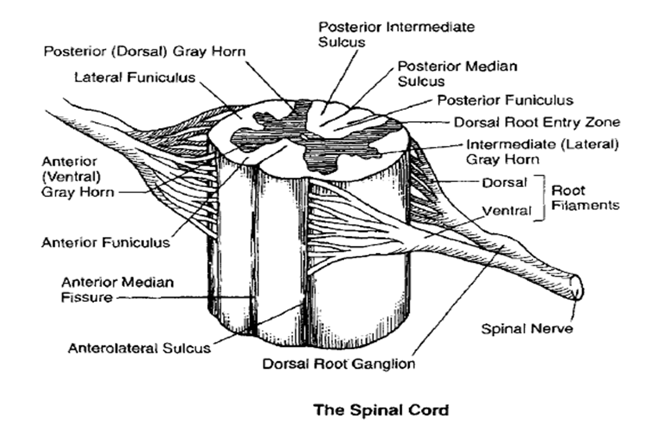 Posterior Intermediate
Sulcus
Posterior (Dorsal) Gray Horn
Lateral Funiculus
Posterior Median
Sulcus
Posterior Funiculus
Dorsal Root Entry Zone
Intermediate (Lateral)
Gray Horn
Anterior
(Ventral)
Gray Horn
Dorsal
Ventral
Root
Filaments
Anterior Funiculus
Anterior Median
Fissure
Anterolateral Sulcus
Dorsal Root Ganglion
Spinal Nerve
The Spinal Cord